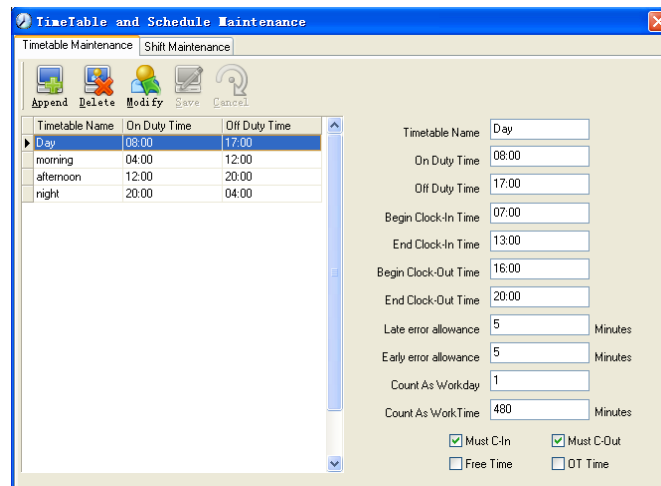 TimeTable and Schedule Maintenance
Timetable Maintenance Shift Maintenance
Append Delete Modify Save Cancel
Timetable Name On Duty Time Off Duty Time
Day 08:00 17:00
morning 04:00 12:00
afternoon 12:00 20:00
night 20:00 04:00
Timetable Name Day
On Duty Time 08:00
Off Duty Time 17:00
Begin Clock-In Time 07:00
End Clock-In Time 13:00
Begin Clock-Out Time 16:00
End Clock-Out Time 20:00
Late error allowance 5 Minutes
Early error allowance 5 Minutes
Count As Workday 1
Count As WorkTime 480 Minutes
Must C-In Must C-Out
Free Time OT Time